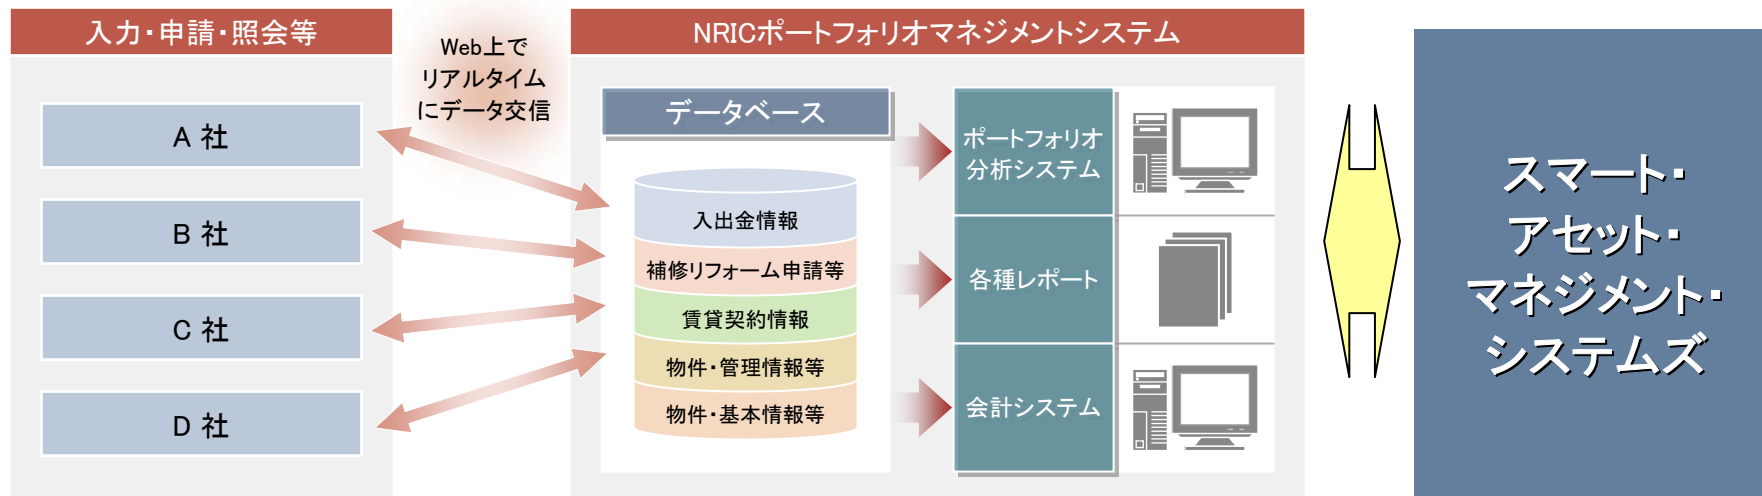 入力・申請・照会等
A 社
B 社
C 社
D 社
Web上で
リアルタイム
にデータ交信
NRICポートフォリオマネジメントシステム
データベース
入出金情報
補修リフォーム申請等
賃貸契約情報
物件・管理情報等
物件・基本情報等
ポートフォリオ
分析システム
各種レポート
会計システム
スマート・
アセット・
マネジメント・
システムズ